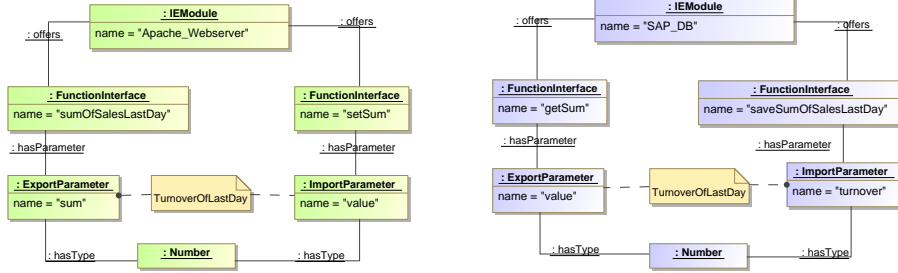 : IEModule
name = "Apache_Webserver"
: offers
: offers
: FunctionInterface
name = "sumOfSalesLastDay"
: FunctionInterface
name = "setSum"
: hasParameter
: hasParameter
: ExportParameter
name = "sum"
TurnoverOfLastDay
: ImportParameter
name = "value"
: hasType
: Number
: hasType
: IEModule
name = "SAP_DB"
: offers
: offers
: FunctionInterface
name = "getSum"
: FunctionInterface
name = "saveSumOfSalesLastDay"
: hasParameter
: hasParameter
: ExportParameter
name = "value"
TurnoverOfLastDay
: ImportParameter
name = "turnover"
: hasType
: Number
: hasType